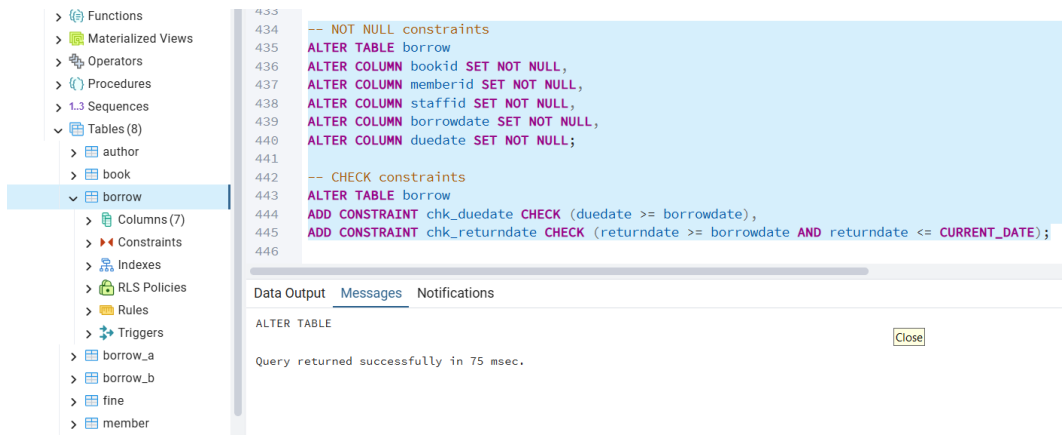 Functions
Materialized Views
Operators
Procedures
1..3 Sequences
Tables (8)
author
book
borrow
Columns (7)
Constraints
Indexes
RLS Policies
Rules
Triggers
borrow_a
borrow_b
fine
member
433
434 -- NOT NULL constraints
435 ALTER TABLE borrow
436 ALTER COLUMN bookid SET NOT NULL,
437 ALTER COLUMN memberid SET NOT NULL,
438 ALTER COLUMN staffid SET NOT NULL,
439 ALTER COLUMN borrowdate SET NOT NULL,
440 ALTER COLUMN duedate SET NOT NULL;
441
442 -- CHECK constraints
443 ALTER TABLE borrow
444 ADD CONSTRAINT chk_duedate CHECK (duedate >= borrowdate),
445 ADD CONSTRAINT chk_returndate CHECK (returndate >= borrowdate AND returndate <= CURRENT_DATE);
446
Data Output Messages Notifications
ALTER TABLE
Close
Query returned successfully in 75 msec.